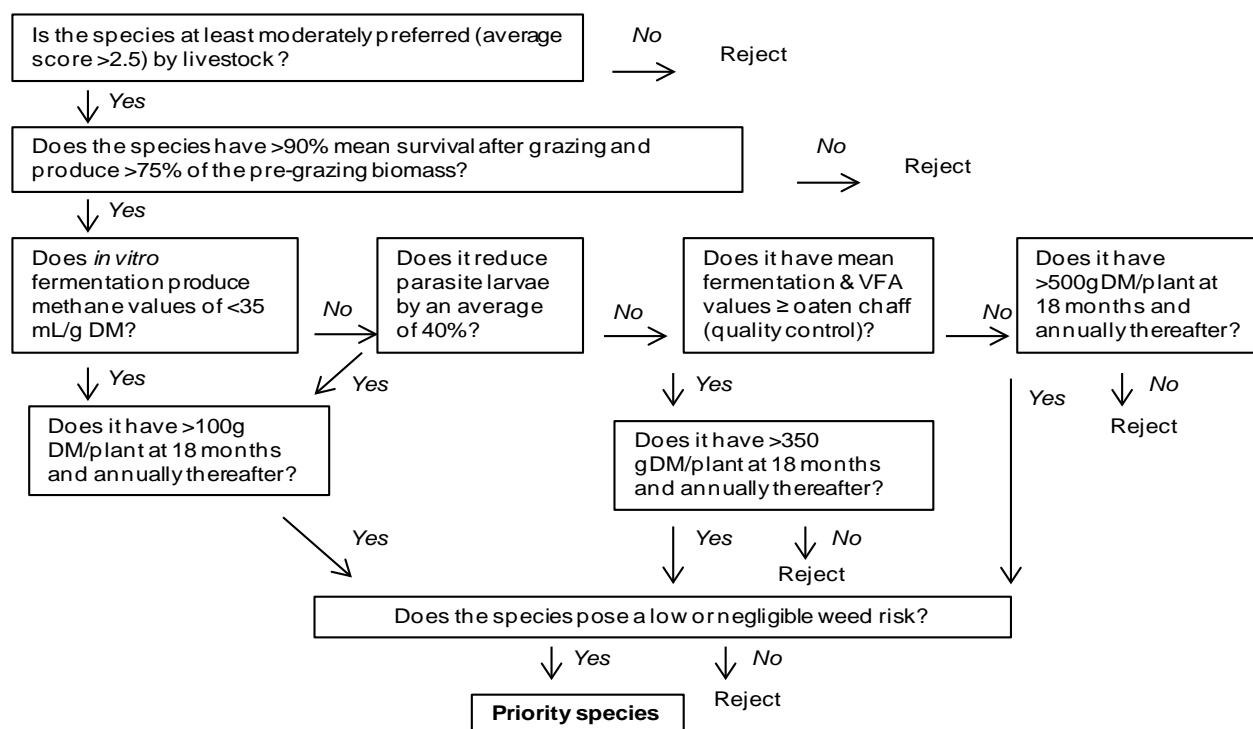 Is the species at least moderately preferred (average
score >2.5) by livestock?
No
Reject
Yes
Does the species have >90% mean survival after grazing and
produce >75% of the pre-grazing biomass?
No
Reject
Yes
Does in vitro
fermentation produce
methane values of <35
mL/g DM?
No
Does it reduce
parasite larvae
by an average
of 40%?
No
Does it have mean
fermentation & VFA
values ≥ oaten chaff
(quality control)?
No
Does it have
>500gDM/plant at
18 months and
annually thereafter?
Yes
Yes
Yes
Yes
No
Reject
Does it have >100g
DM/plant at 18 months
and annually thereafter?
Does it have >350
gDM/plant at 18 months
and annually thereafter?
Yes
Yes
No
Reject
Does the species pose a low or negligible weed risk?
Yes
No
Reject
Priority species